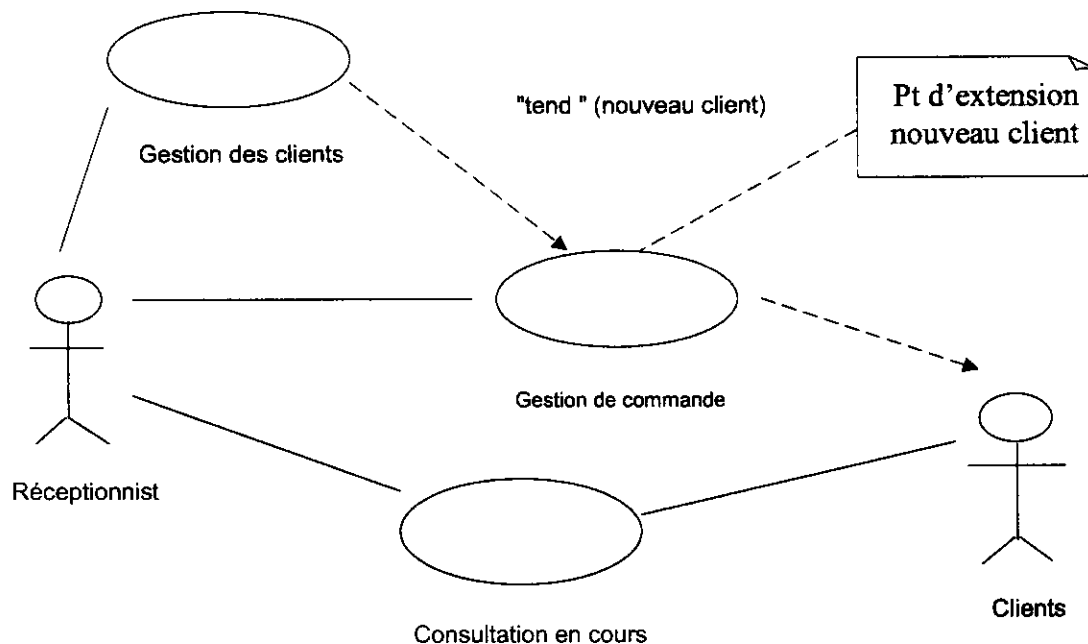 "tend " (nouveau client)
Pt d'extension
nouveau client
Gestion des clients
Gestion de commande
Réceptionnist
Clients
Consultation en cours